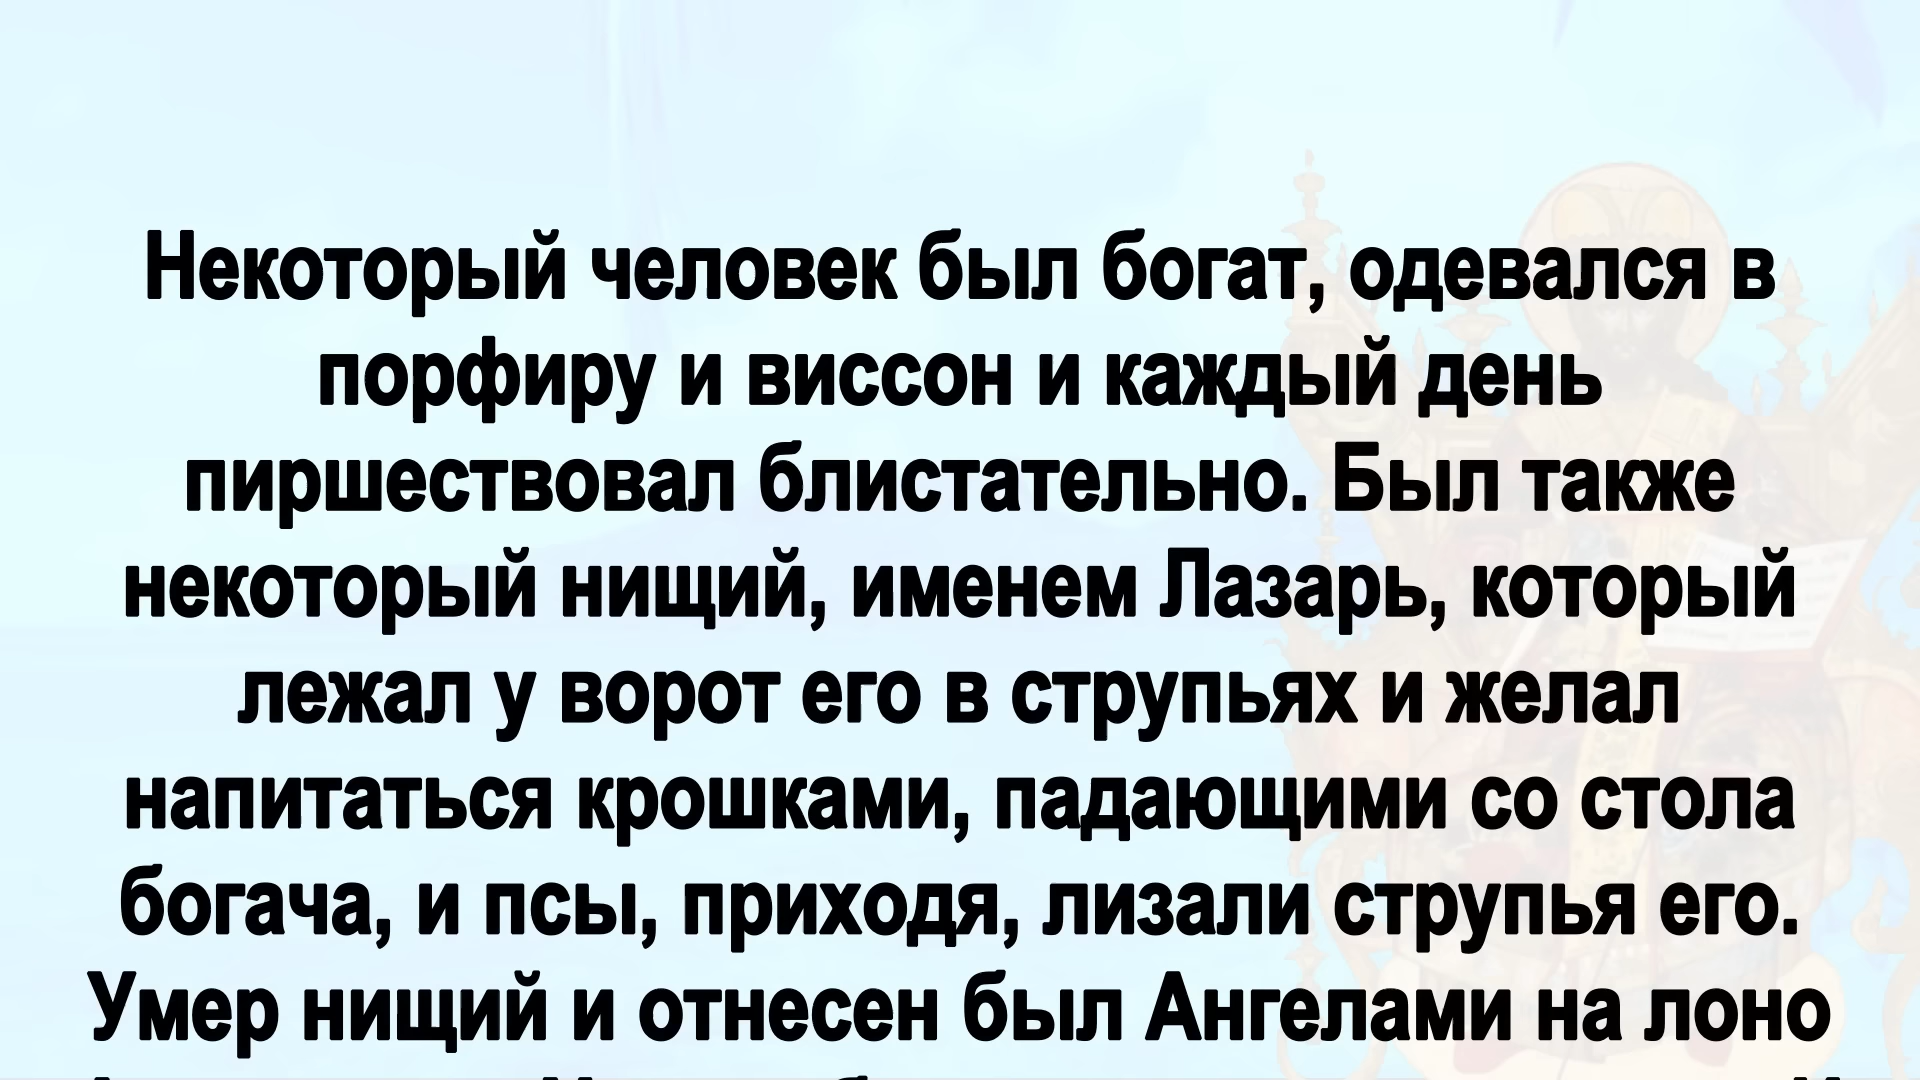 Некоторый человек был богат, одевался в
порфиру и виссон и каждый день
пиршествовал блистательно. Был также
некоторый нищий, именем Лазарь, который
лежал у ворот его в струпьях и желал
напитаться крошками, падающими со стола
богача, и псы, приходя, лизали струпья его.
Умер нищий и отнесен был Ангелами на лоно